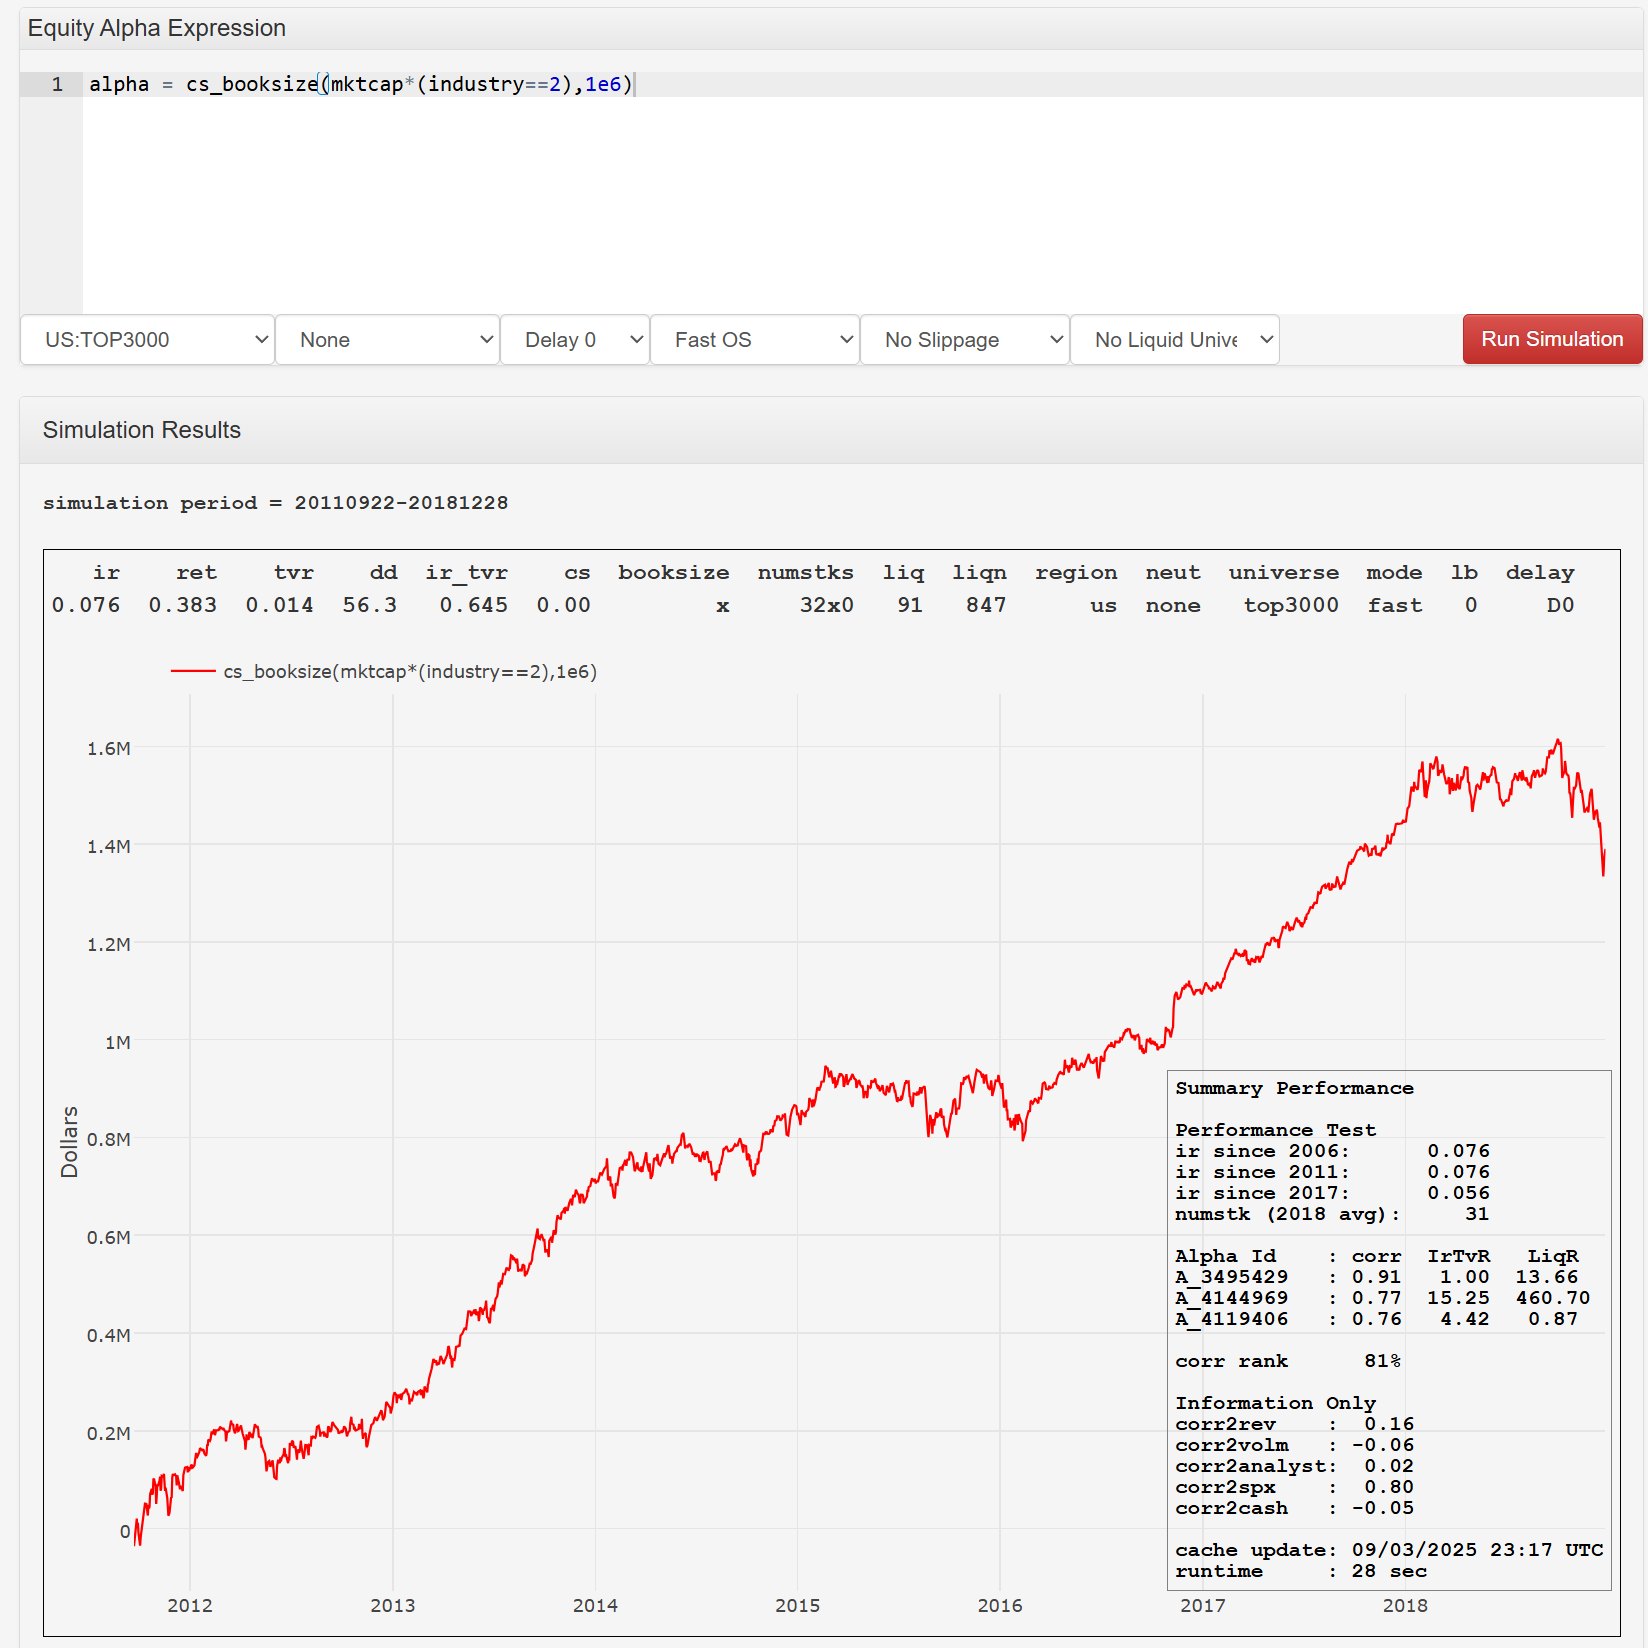 Equity Alpha Expression
1 alpha = cs_booksize(mktcap*(industry==2),1e6)
US:TOP3000 None Delay 0 Fast OS No Slippage No Liquid Unive Run Simulation
Simulation Results
simulation period = 20110922-20181228
ir ret tvr dd ir_tvr cs booksize numstks liq liqn region neut universe mode lb delay
0.076 0.383 0.014 56.3 0.645 0.00 x 32x0 91 847 us none top3000 fast 0 D0
cs_booksize(mktcap*(industry==2),1e6)
1.6M
1.4M
1.2M
1M
0.8M
0.6M
0.4M
0.2M
0
Dollars
2012 2013 2014 2015 2016 2017 2018
Summary Performance
Performance Test
ir since 2006: 0.076
ir since 2011: 0.076
ir since 2017: 0.056
numstk (2018 avg): 31
Alpha Id : corr IrTvR LiqR
A_3495429 : 0.91 1.00 13.66
A_4144969 : 0.77 15.25 460.70
A_4119406 : 0.76 4.42 0.87
corr rank 81%
Information Only
corr2rev : 0.16
corr2volm : -0.06
corr2analyst: 0.02
corr2spx : 0.80
corr2cash : -0.05
cache update: 09/03/2025 23:17 UTC
runtime : 28 sec